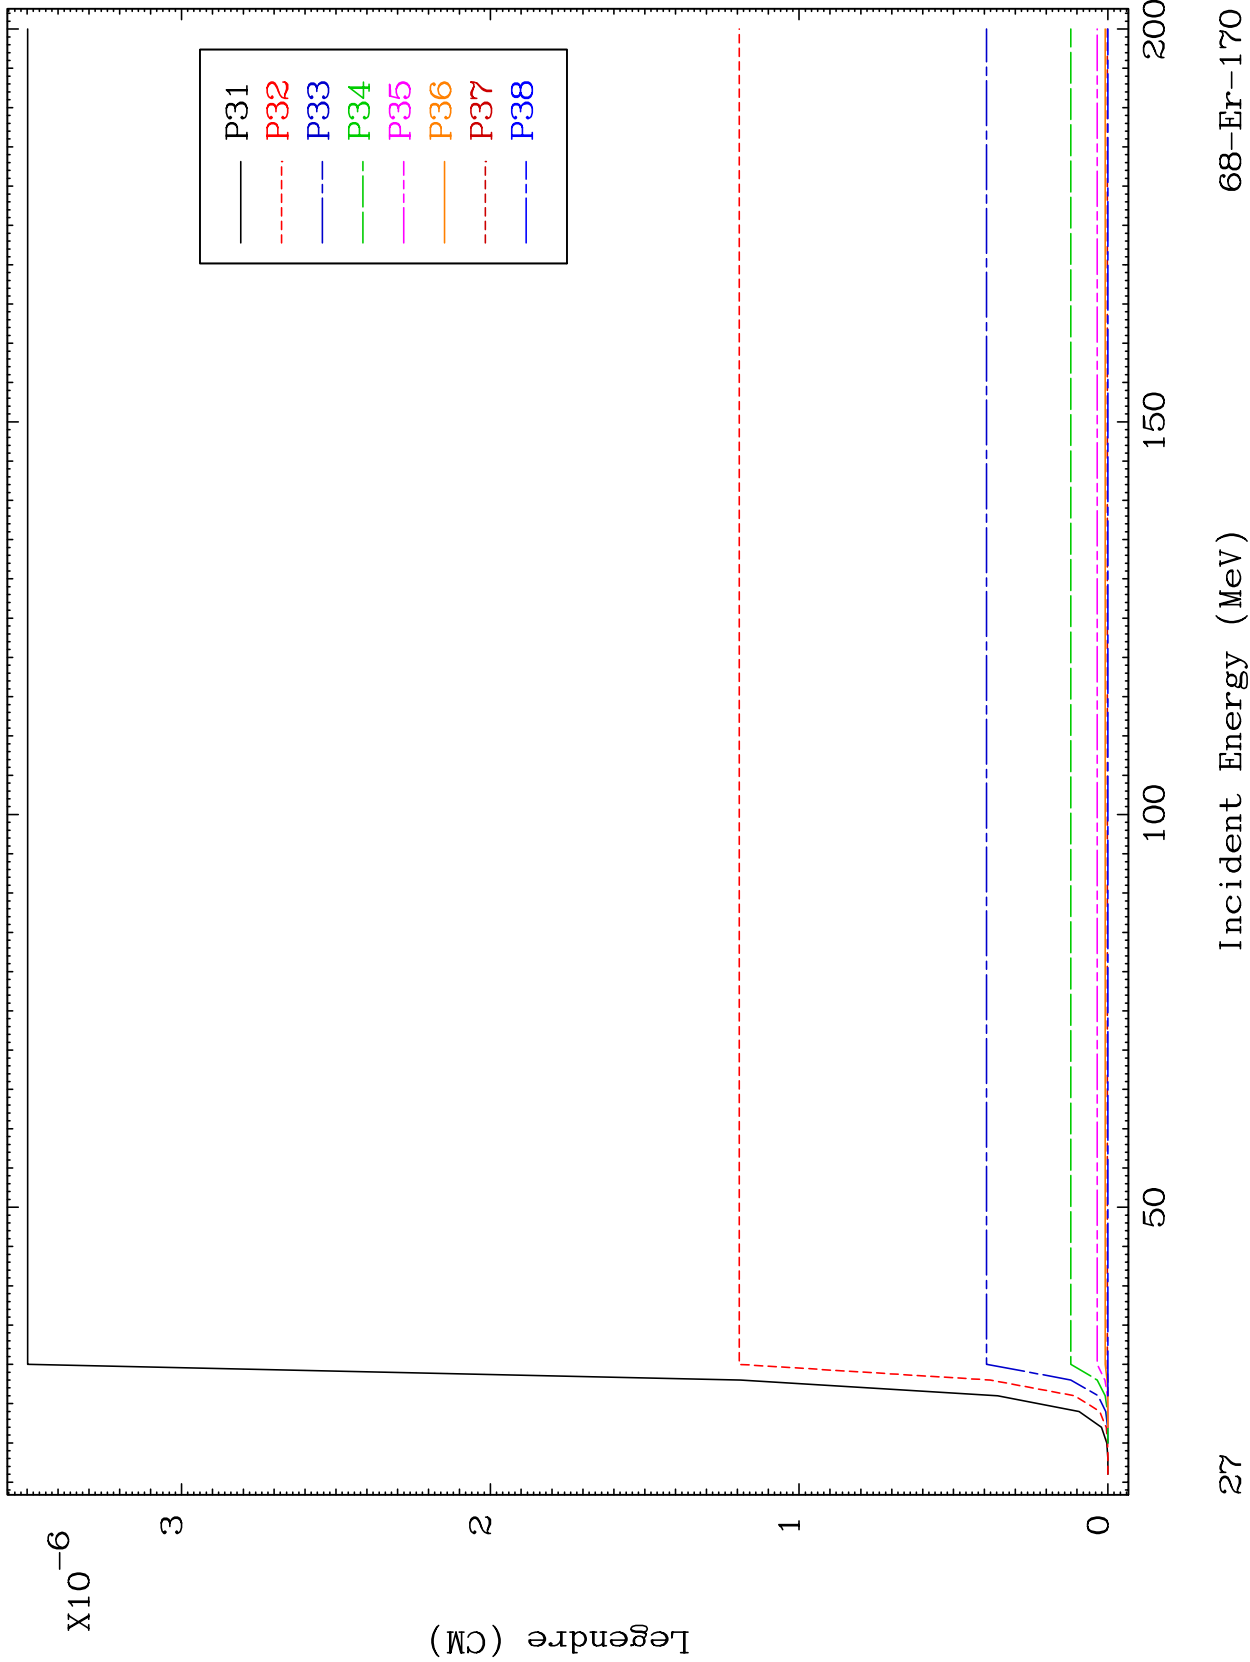 X10
-6
3
2
1
0
Legendre (CM)
P31
P32
P33
P34
P35
P36
P37
P38
50
100
150
200
27
Incident Energy (MeV)
68-Er-170